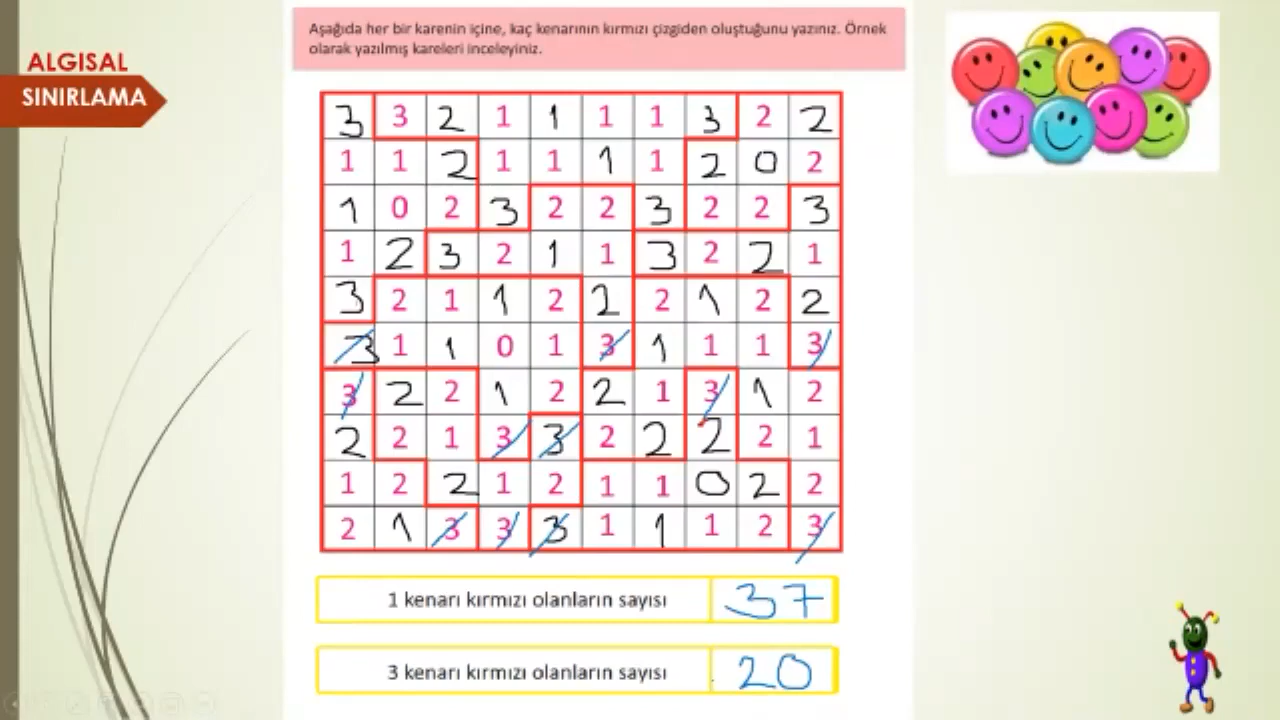 Aşağıda her bir karenin içine, kaç kenarının kırmızı çizgiden oluştuğunu yazınız. Örnek
olarak yazılmış kareleri inceleyiniz.
ALGISAL
SINIRLAMA
3 3 2 1 1 1 1 3 2 2
1 1 2 1 1 1 1 2 0 2
1 0 2 3 2 2 3 2 2 3
1 2 3 2 1 1 3 2 2 1
3 2 1 1 2 2 2 1 2 2
3 1 1 0 1 3 1 1 1 3
3 2 2 1 2 2 1 3 1 2
2 2 1 3 3 2 2 2 2 1
1 2 2 1 2 1 1 0 2 2
2 1 3 3 3 1 1 1 2 3
1 kenarı kırmızı olanların sayısı 37
3 kenarı kırmızı olanların sayısı 20